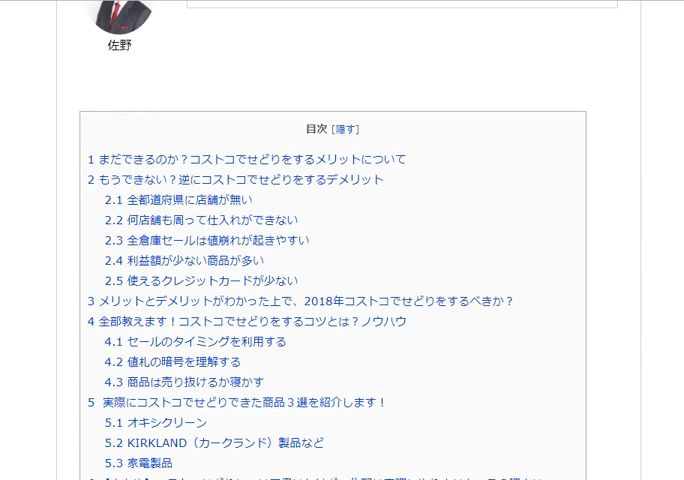 佐野
目次 [隠す]
1 まだできるのか？コストコでせどりをするメリットについて
2 もうできない？逆にコストコでせどりをするデメリット
2.1 全都道府県に店舗が無い
2.2 何店舗も周って仕入れができない
2.3 全倉庫セールは値崩れが起きやすい
2.4 利益額が少ない商品が多い
2.5 使えるクレジットカードが少ない
3 メリットとデメリットがわかった上で、2018年コストコでせどりをするべきか？
4 全部教えます！コストコでせどりをするコツとは？ノウハウ
4.1 セールのタイミングを利用する
4.2 値札の暗号を理解する
4.3 商品は売り抜けるか寝かす
5 実際にコストコでせどりできた商品３選を紹介します！
5.1 オキシクリーン
5.2 KIRKLAND（カークランド）製品など
5.3 家電製品